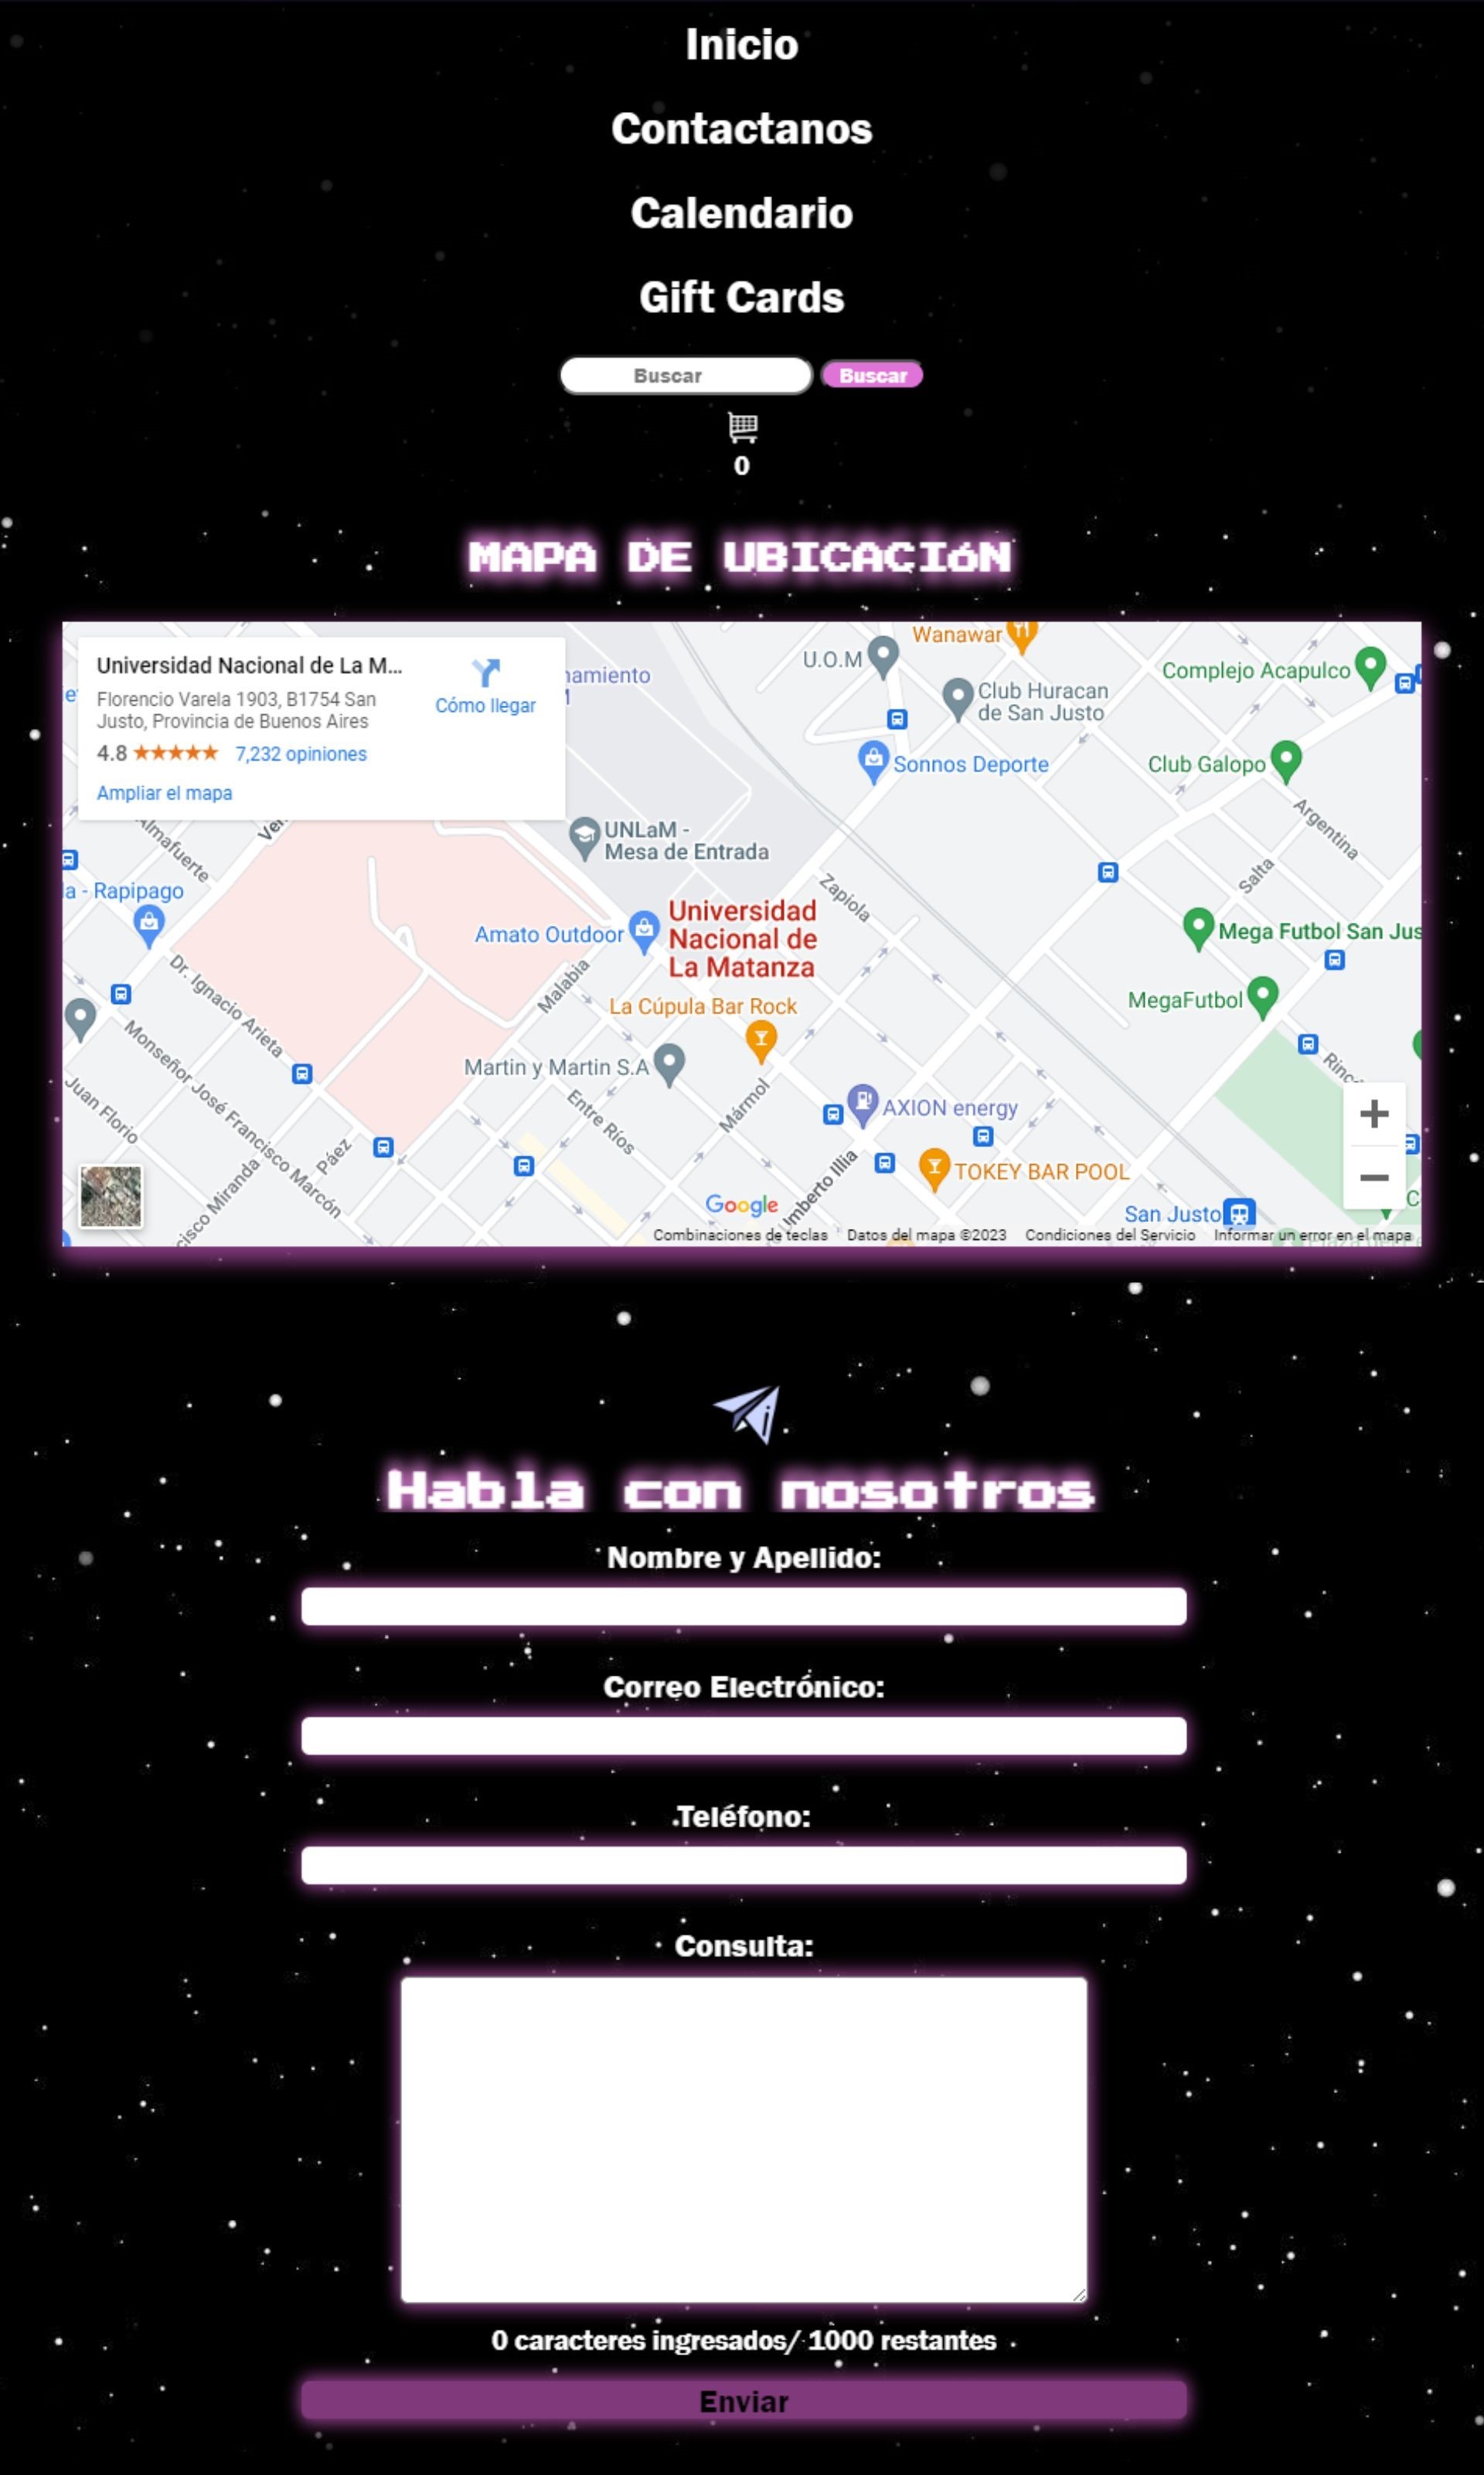 Inicio
Contactanos
Calendario
Gift Cards
Buscar Buscar
0
MAPA DE UBICACIóN
Universidad Nacional de La M...
Florencio Varela 1903, B1754 San
Justo, Provincia de Buenos Aires
Cómo llegar
4.8 7,232 opiniones
Ampliar el mapa
Wanawar
U.O.M
Complejo Acapulco
Club Huracan
de San Justo
Sonnos Deporte
Club Galopo
Argentina
Almafuerte
UNLaM -
Mesa de Entrada
Salta
Zapiola
a - Rapipago
Universidad
Nacional de
La Matanza
Amato Outdoor
Mega Futbol San Jus
Malabia
Dr. Ignacio Arieta
MegaFutbol
La Cúpula Bar Rock
Martin y Martin S.A
Monseñor José Francisco Marcón
Juan Florio
Entre Ríos
Mármol
AXION energy
Páez
cisco Miranda
Umberto Illia
TOKEY BAR POOL
San Justo
Google
Combinaciones de teclas Datos del mapa ©2023 Condiciones del Servicio Informar un error en el mapa
Habla con nosotros
Nombre y Apellido:
Correo Electrónico:
Teléfono:
Consulta:
0 caracteres ingresados/ 1000 restantes
Enviar